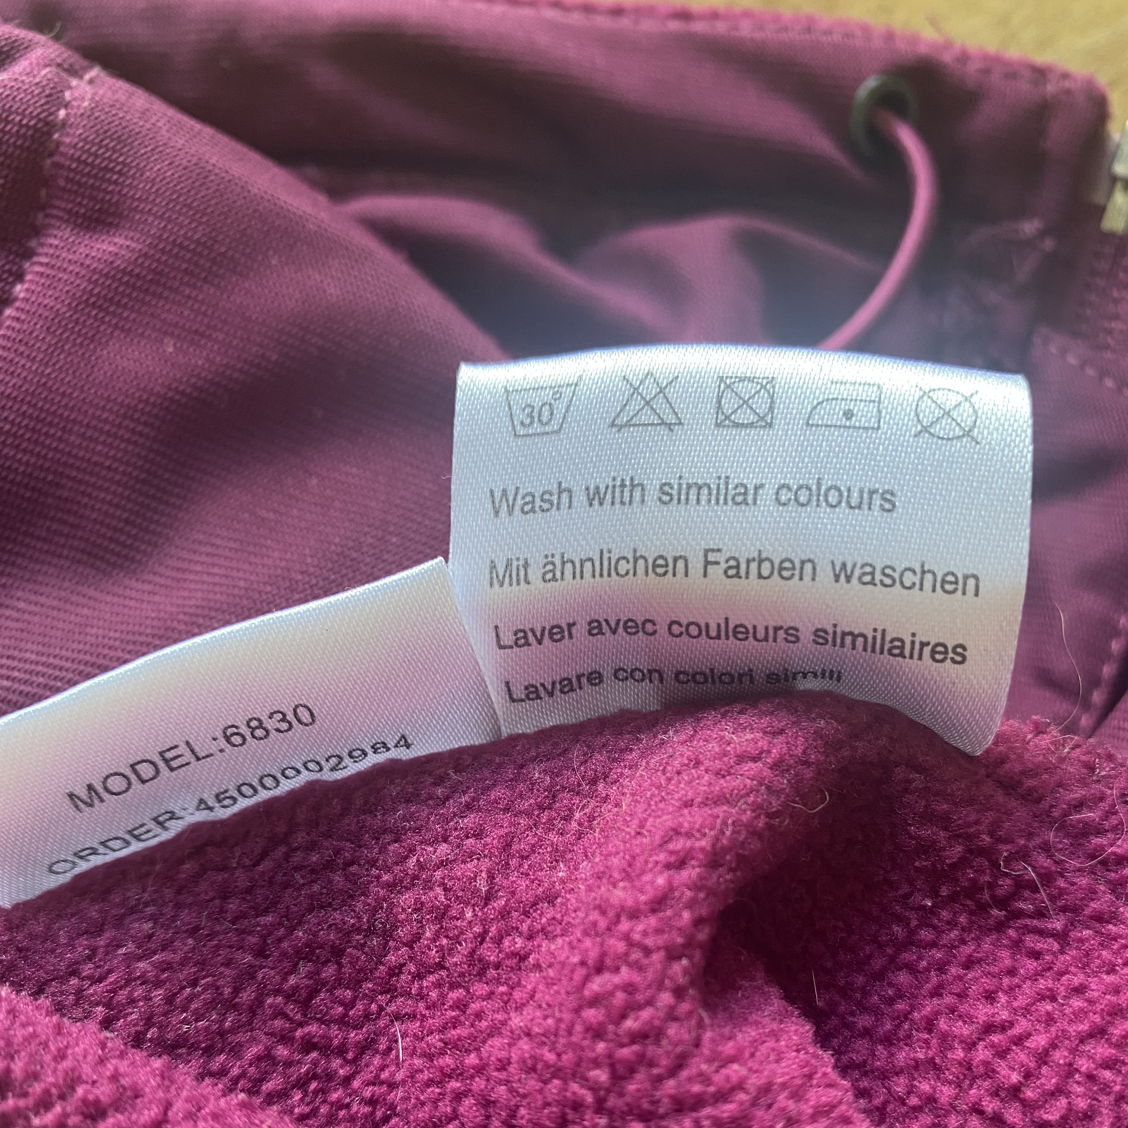 30°
Wash with similar colours
Mit ähnlichen Farben waschen
Laver avec couleurs similaires
Lavare con colori simili
MODEL:6830
ORDER:4500002984